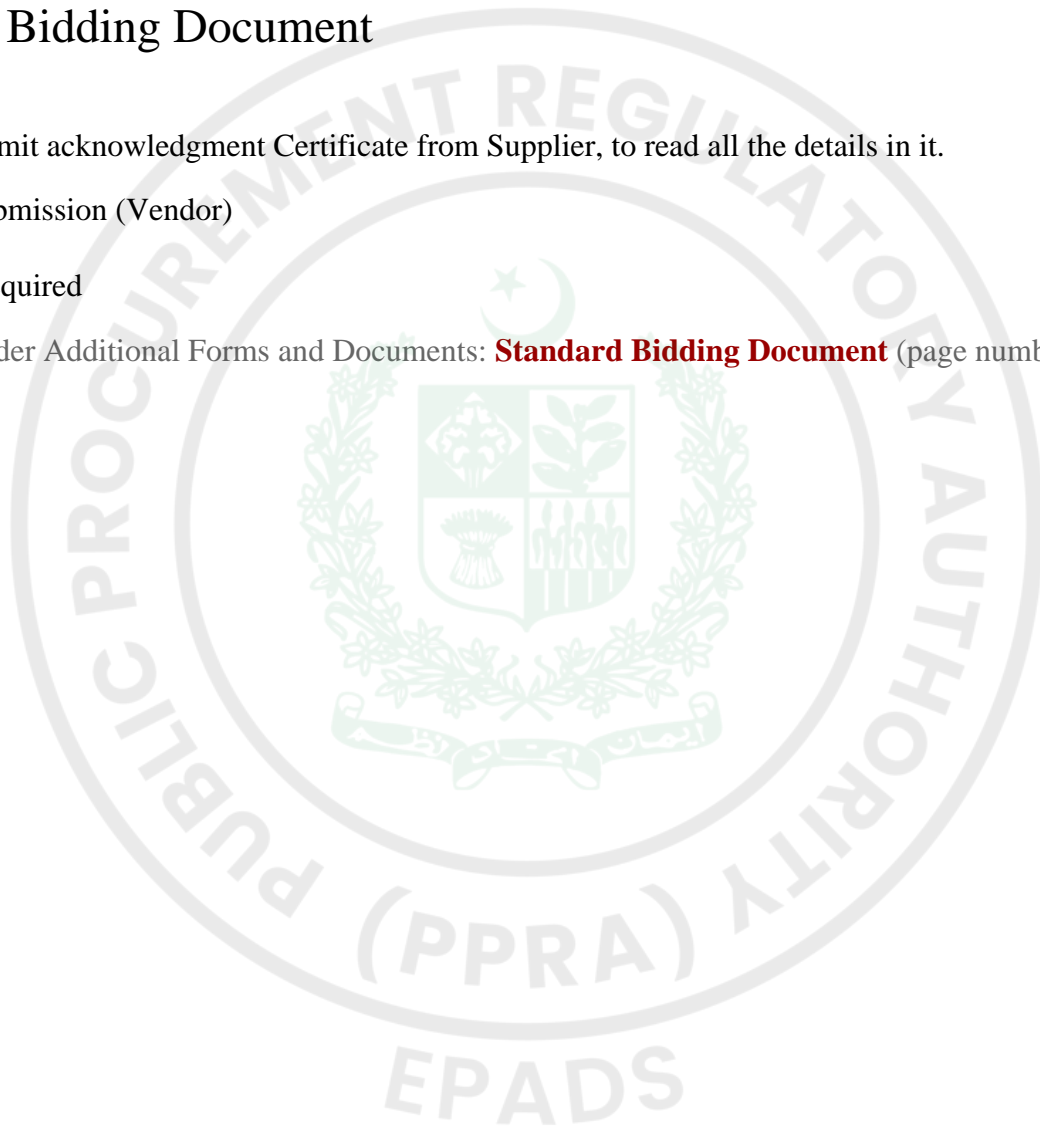 Bidding Document
mit acknowledgment Certificate from Supplier, to read all the details in it.
omission (Vendor)
quired
der Additional Forms and Documents: Standard Bidding Document (page numb
PUBLIC PROCUREMENT REGULATORY AUTHORITY
(PPRA)
EPADS